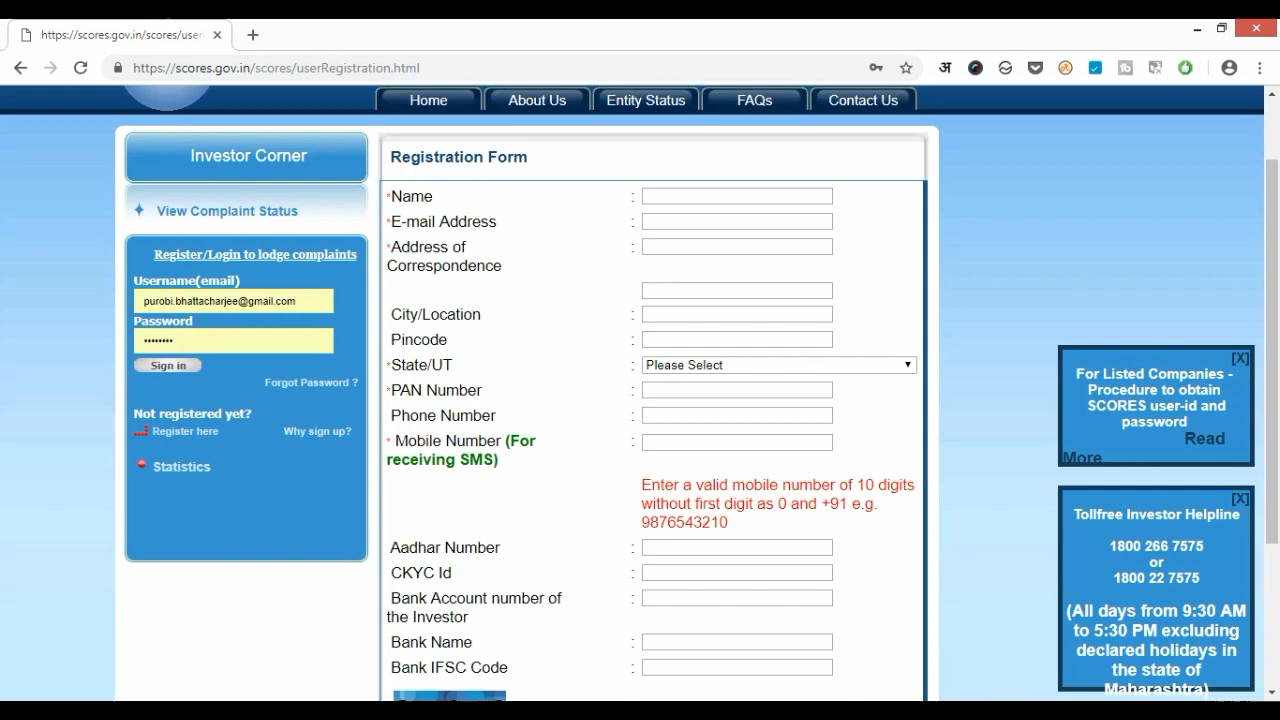 https://scores.gov.in/scores/user
https://scores.gov.in/scores/userRegistration.html
अ
Home
About Us
Entity Status
FAQs
Contact Us
Investor Corner
View Complaint Status
Register/Login to lodge complaints
Username(email)
purobi.bhattacharjee@gmail.com
Password
••••••••
Sign in
Forgot Password ?
Not registered yet?
Register here
Why sign up?
Statistics
Registration Form
*Name :
*E-mail Address :
*Address of :
Correspondence
City/Location :
Pincode :
*State/UT : Please Select
*PAN Number :
Phone Number :
* Mobile Number (For :
receiving SMS)
Enter a valid mobile number of 10 digits
without first digit as 0 and +91 e.g.
9876543210
Aadhar Number :
CKYC Id :
Bank Account number of :
the Investor
Bank Name :
Bank IFSC Code :
[X]
For Listed Companies -
Procedure to obtain
SCORES user-id and
password
Read
More
[X]
Tollfree Investor Helpline
1800 266 7575
or
1800 22 7575
(All days from 9:30 AM
to 5:30 PM excluding
declared holidays in
the state of
Maharashtra)